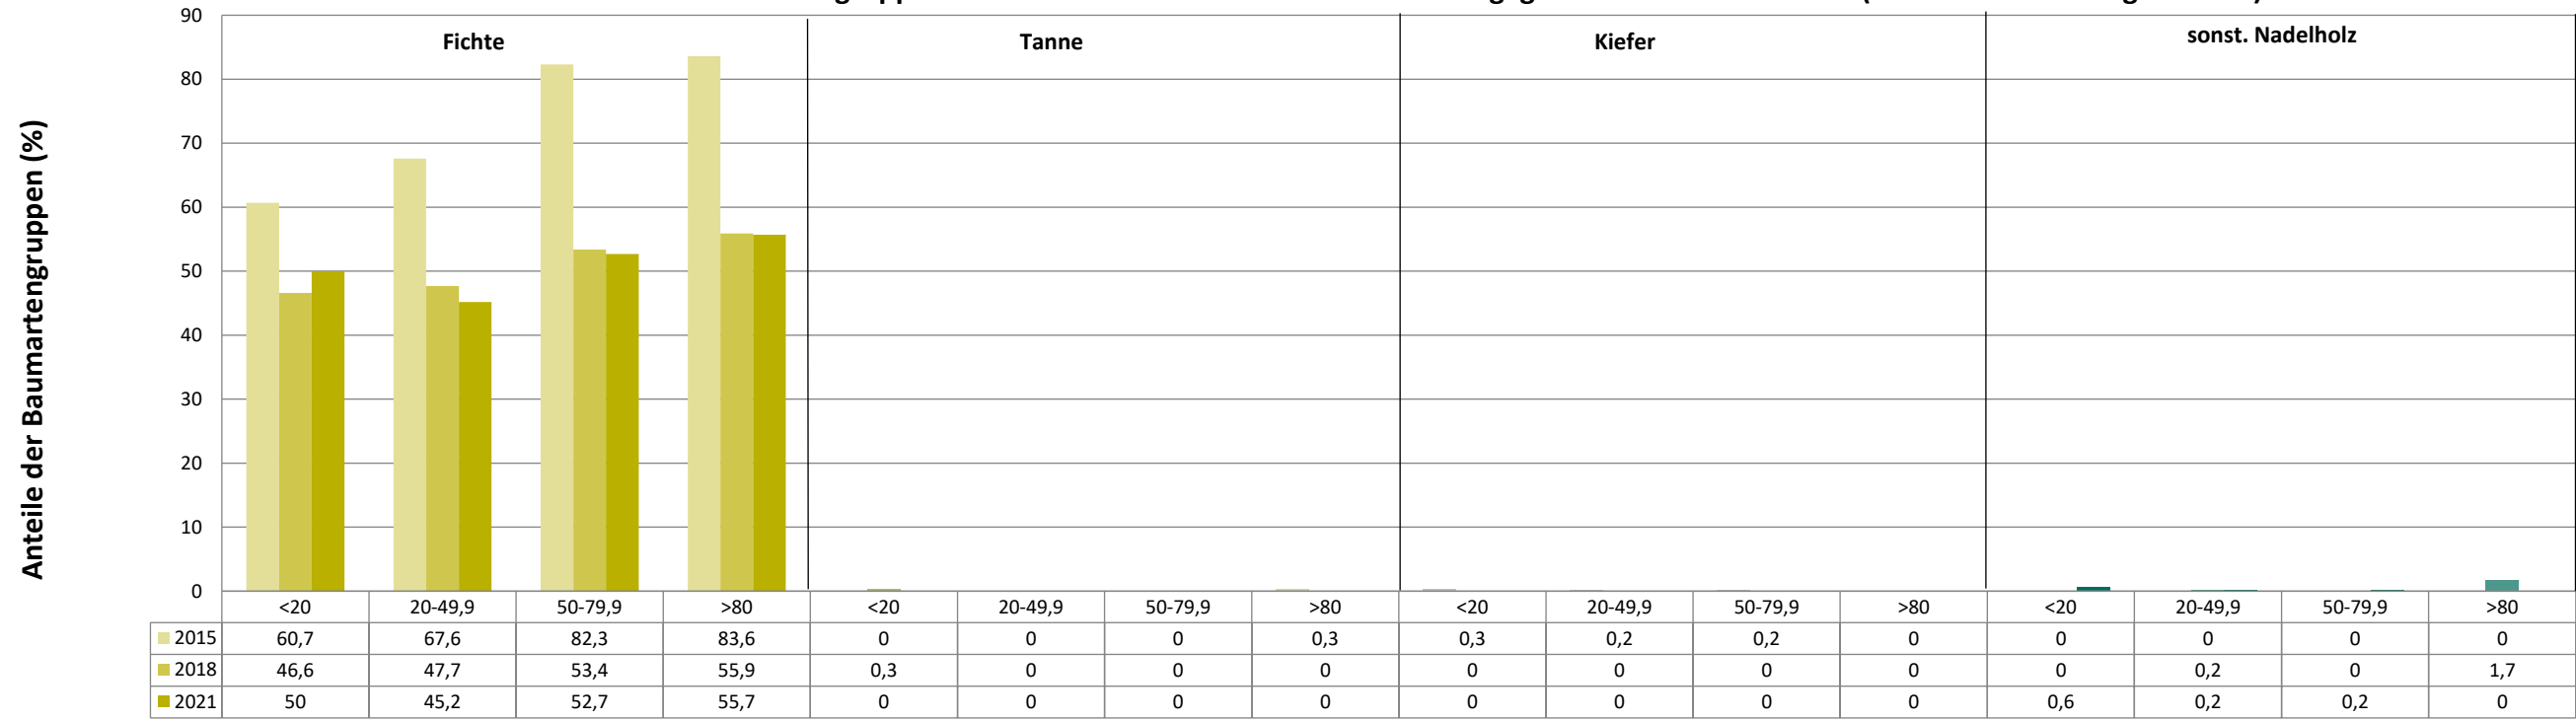 90
80
70
60
50
40
30
20
10
0
Anteile der Baumartengruppen (%)
Fichte Tanne Kiefer sonst. Nadelholz
<20 20-49,9 50-79,9 >80 <20 20-49,9 50-79,9 >80 <20 20-49,9 50-79,9 >80 <20 20-49,9 50-79,9 >80
2015 60,7 67,6 82,3 83,6 0 0 0 0,3 0,3 0,2 0,2 0 0 0 0 0
2018 46,6 47,7 53,4 55,9 0,3 0 0 0 0 0 0 0 0 0,2 0 1,7
2021 50 45,2 52,7 55,7 0 0 0 0 0 0 0 0 0,6 0,2 0,2 0